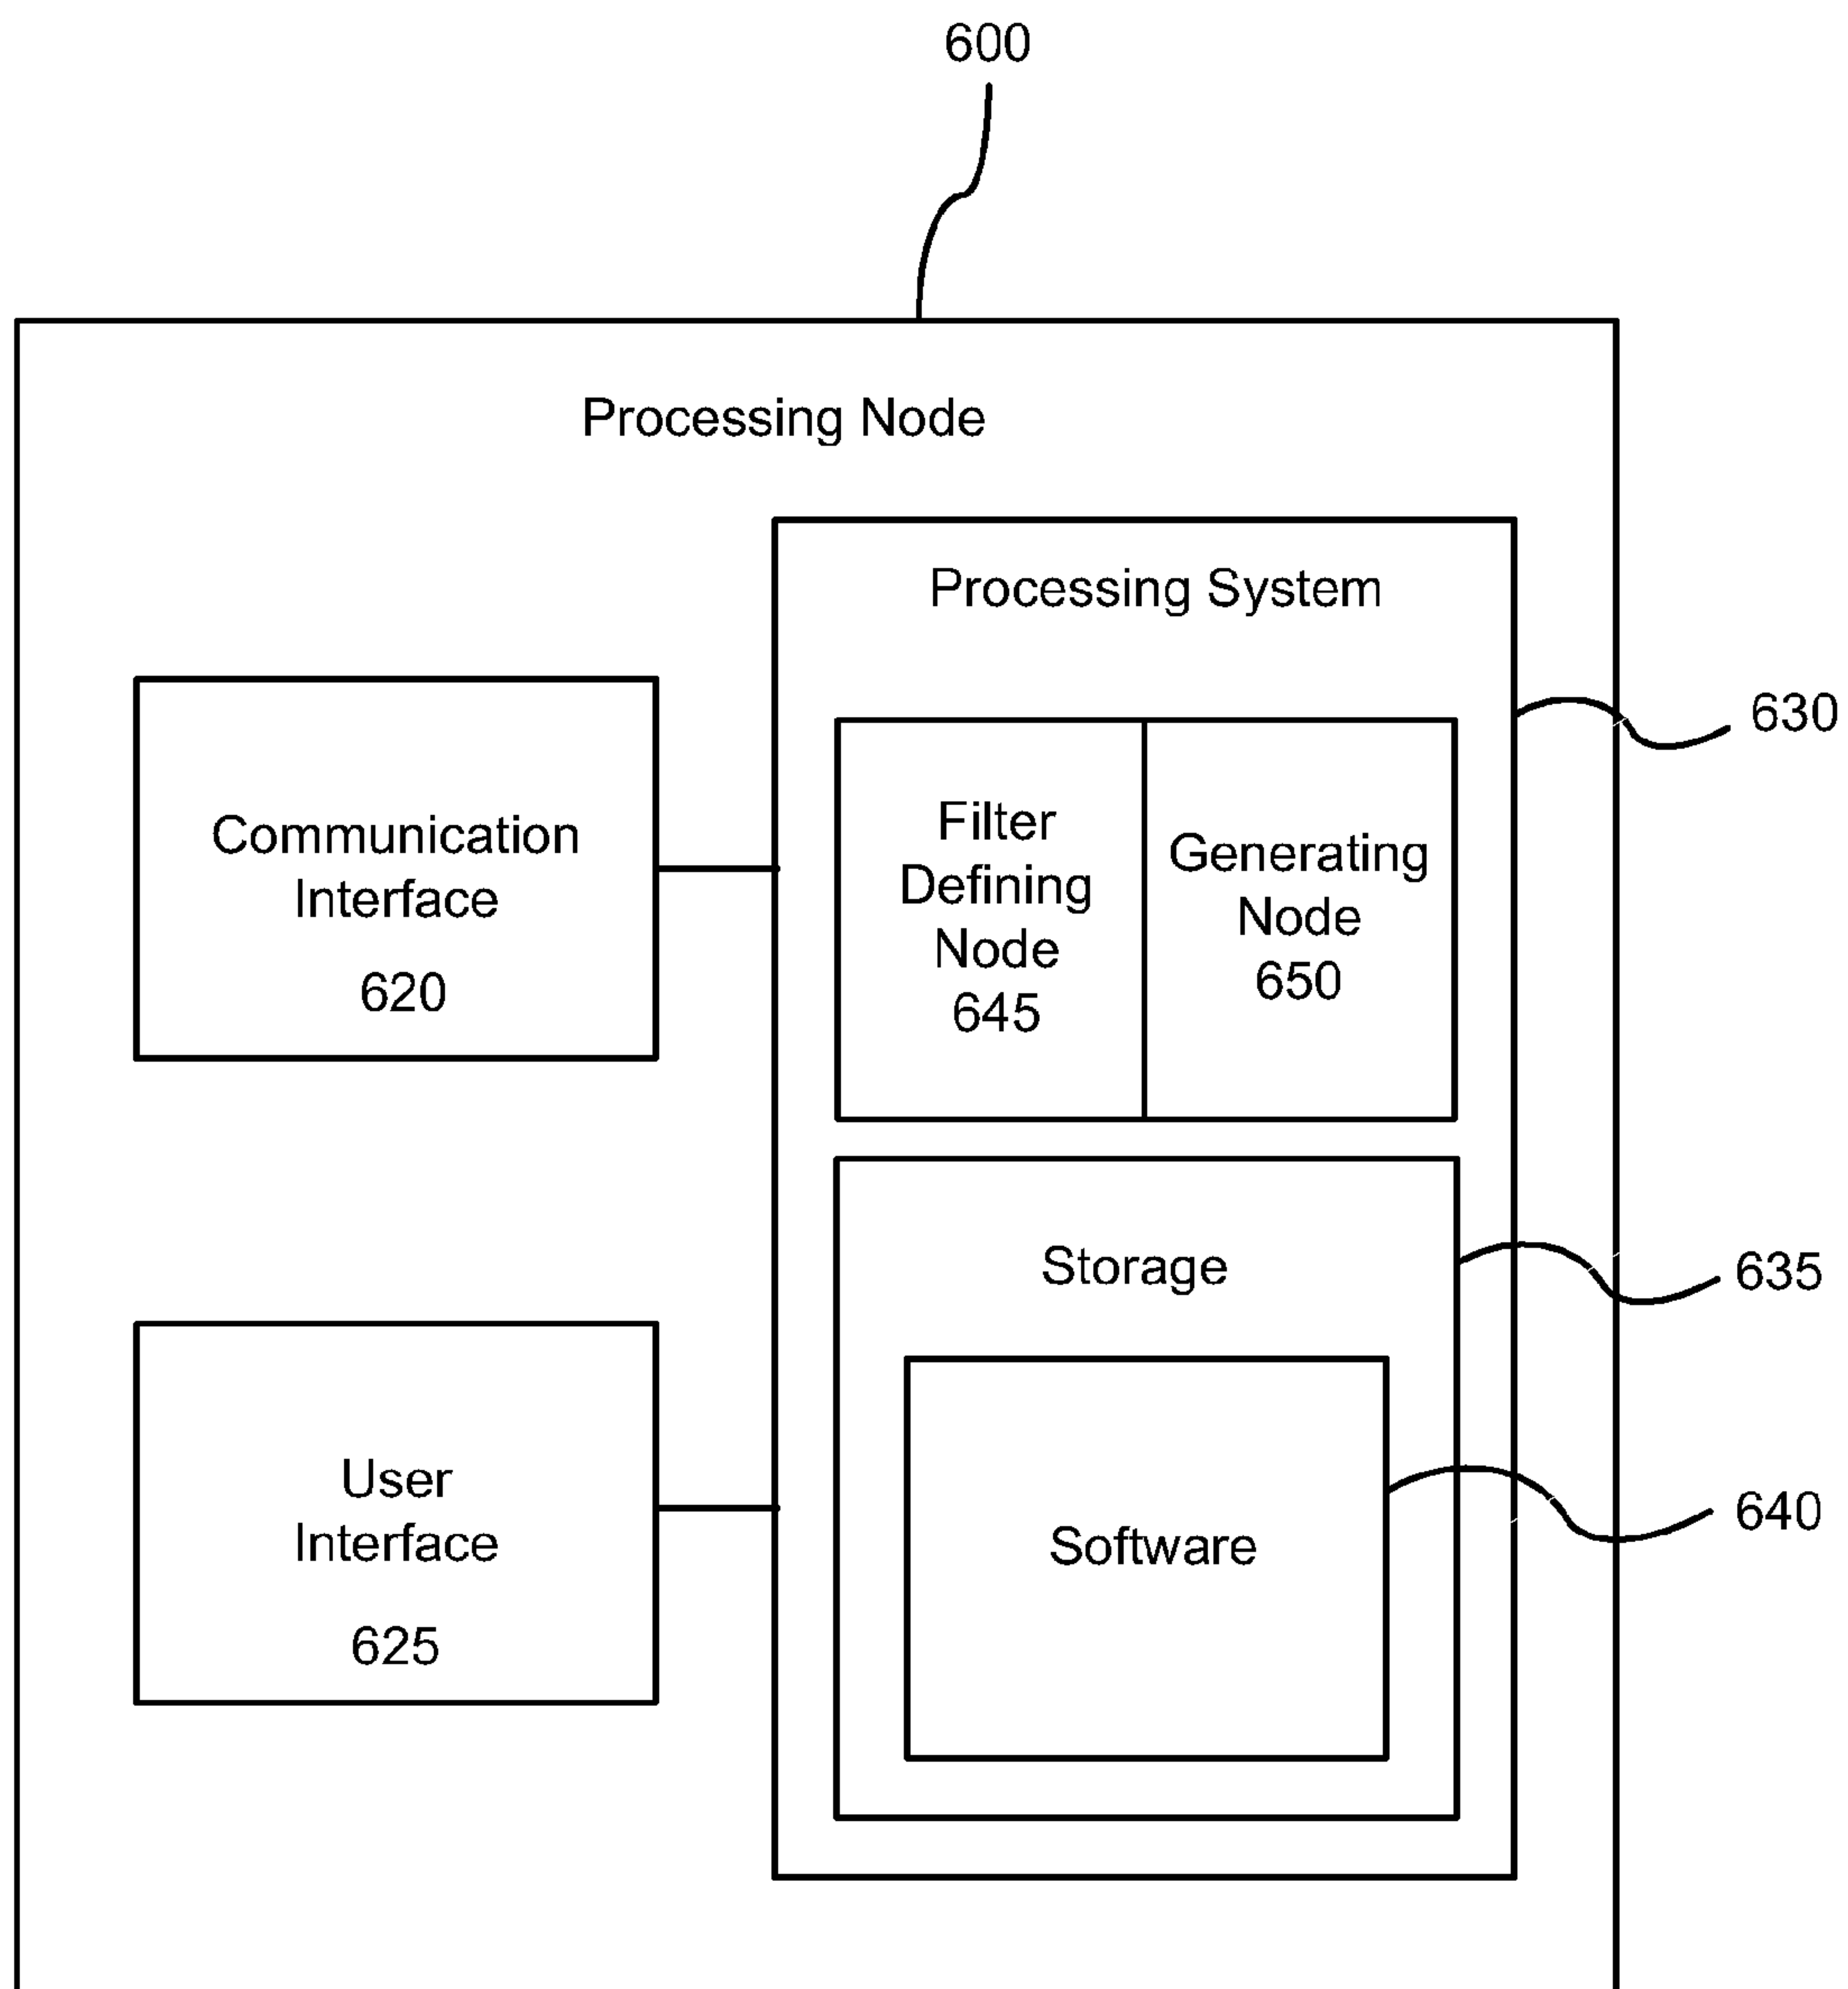 600
Processing Node
Processing System
630
Communication
Interface
620
Filter
Defining
Node
645
Generating
Node
650
Storage
635
User
Interface
625
Software
640